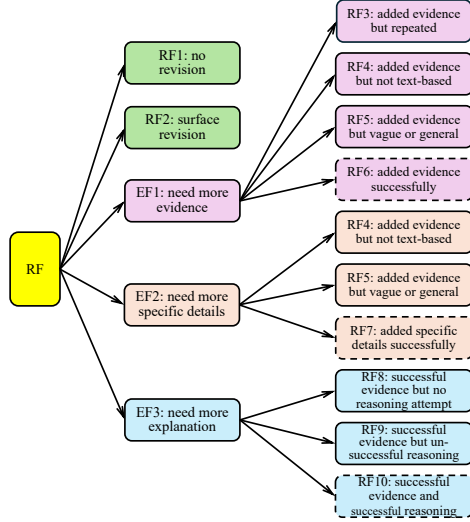 RF
RF1: no
revision
RF2: surface
revision
EF1: need more
evidence
EF2: need more
specific details
EF3: need more
explanation
RF3: added evidence
but repeated
RF4: added evidence
but not text-based
RF5: added evidence
but vague or general
RF6: added evidence
successfully
RF4: added evidence
but not text-based
RF5: added evidence
but vague or general
RF7: added specific
details successfully
RF8: successful
evidence but no
reasoning attempt
RF9: successful
evidence but un-
successful reasoning
RF10: successful
evidence and
successful reasoning